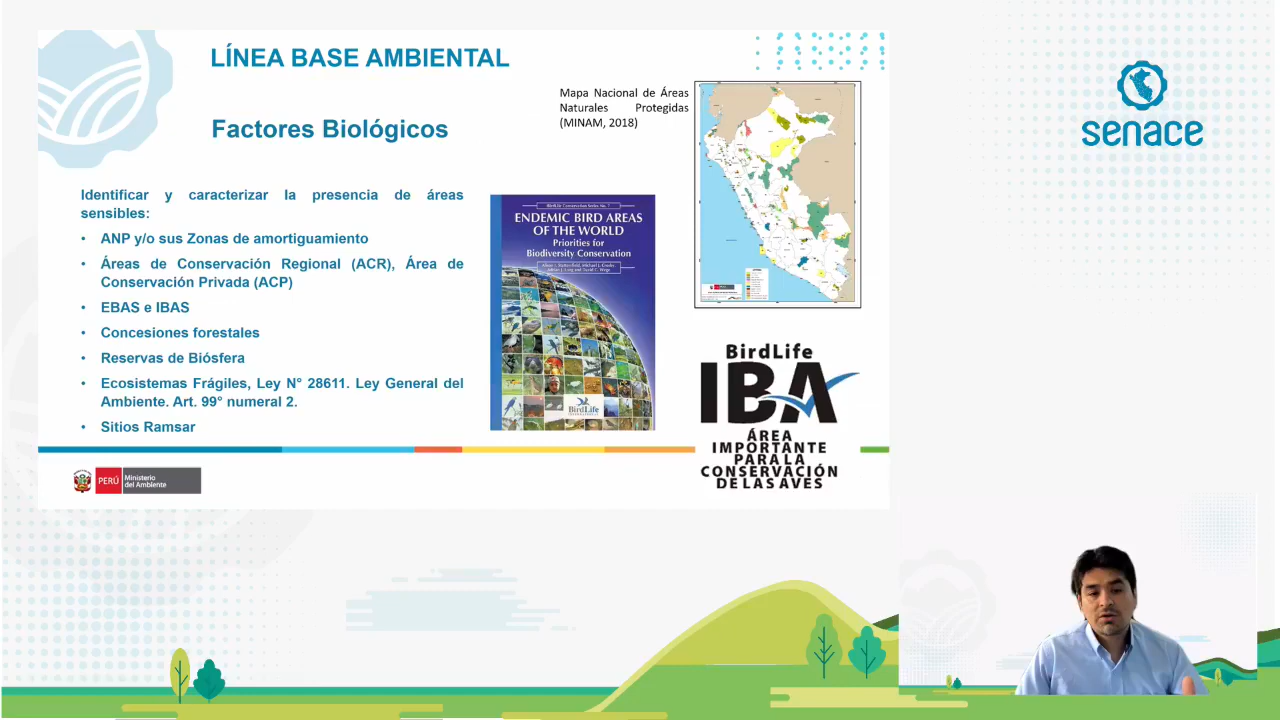 LÍNEA BASE AMBIENTAL
Factores Biológicos
Mapa Nacional de Áreas
Naturales Protegidas
(MINAM, 2018)
senace
Identificar y caracterizar la presencia de áreas
sensibles:
• ANP y/o sus Zonas de amortiguamiento
• Áreas de Conservación Regional (ACR), Área de
Conservación Privada (ACP)
• EBAS e IBAS
• Concesiones forestales
• Reservas de Biósfera
• Ecosistemas Frágiles, Ley N° 28611. Ley General del
Ambiente. Art. 99° numeral 2.
• Sitios Ramsar
ENDEMIC BIRD AREAS
OF THE WORLD
Priorities for
Biodiversity Conservation
BirdLife
INTERNATIONAL
BirdLife
IBA
ÁREA
IMPORTANTE
PARA LA
CONSERVACIÓN
DE LAS AVES
PERÚ
Ministerio
del Ambiente